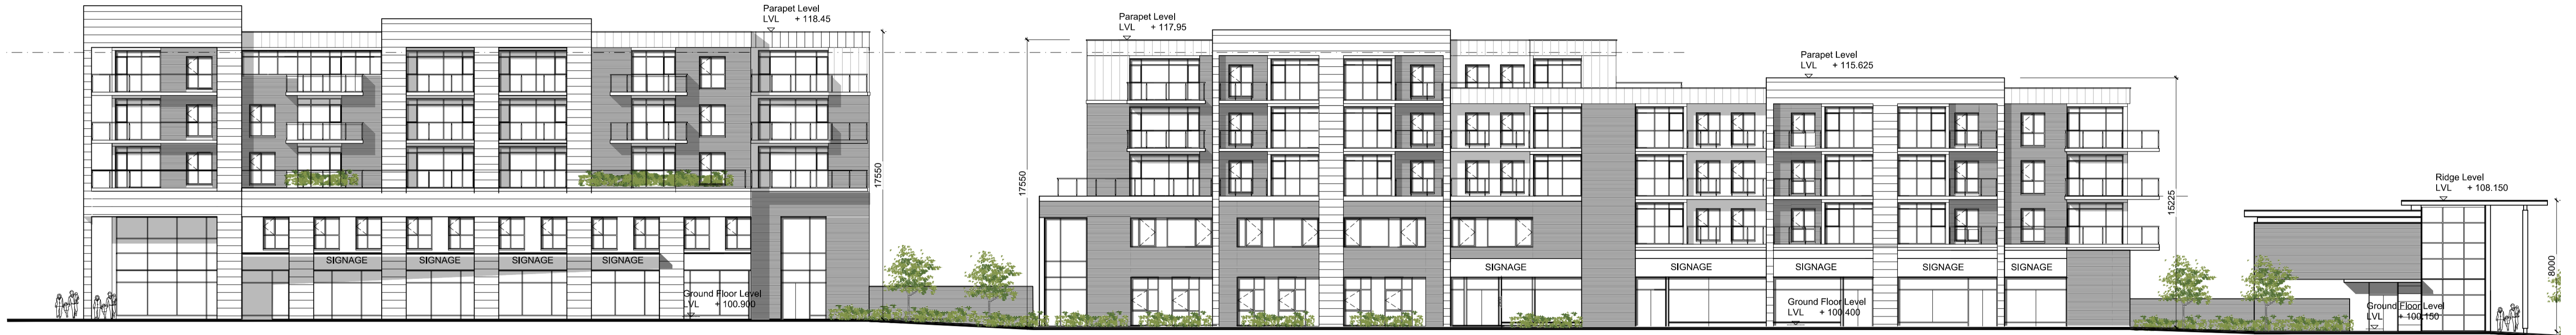 Parapet Level
LVL + 118.45
17550
SIGNAGE
SIGNAGE
SIGNAGE
SIGNAGE
Ground Floor Level
LVL + 100.900
Parapet Level
LVL + 117.95
17550
Parapet Level
LVL + 115.625
15225
SIGNAGE
SIGNAGE
SIGNAGE
SIGNAGE
SIGNAGE
Ground Floor Level
LVL + 100.400
Ridge Level
LVL + 108.150
8000
Ground Floor Level
LVL + 100.150